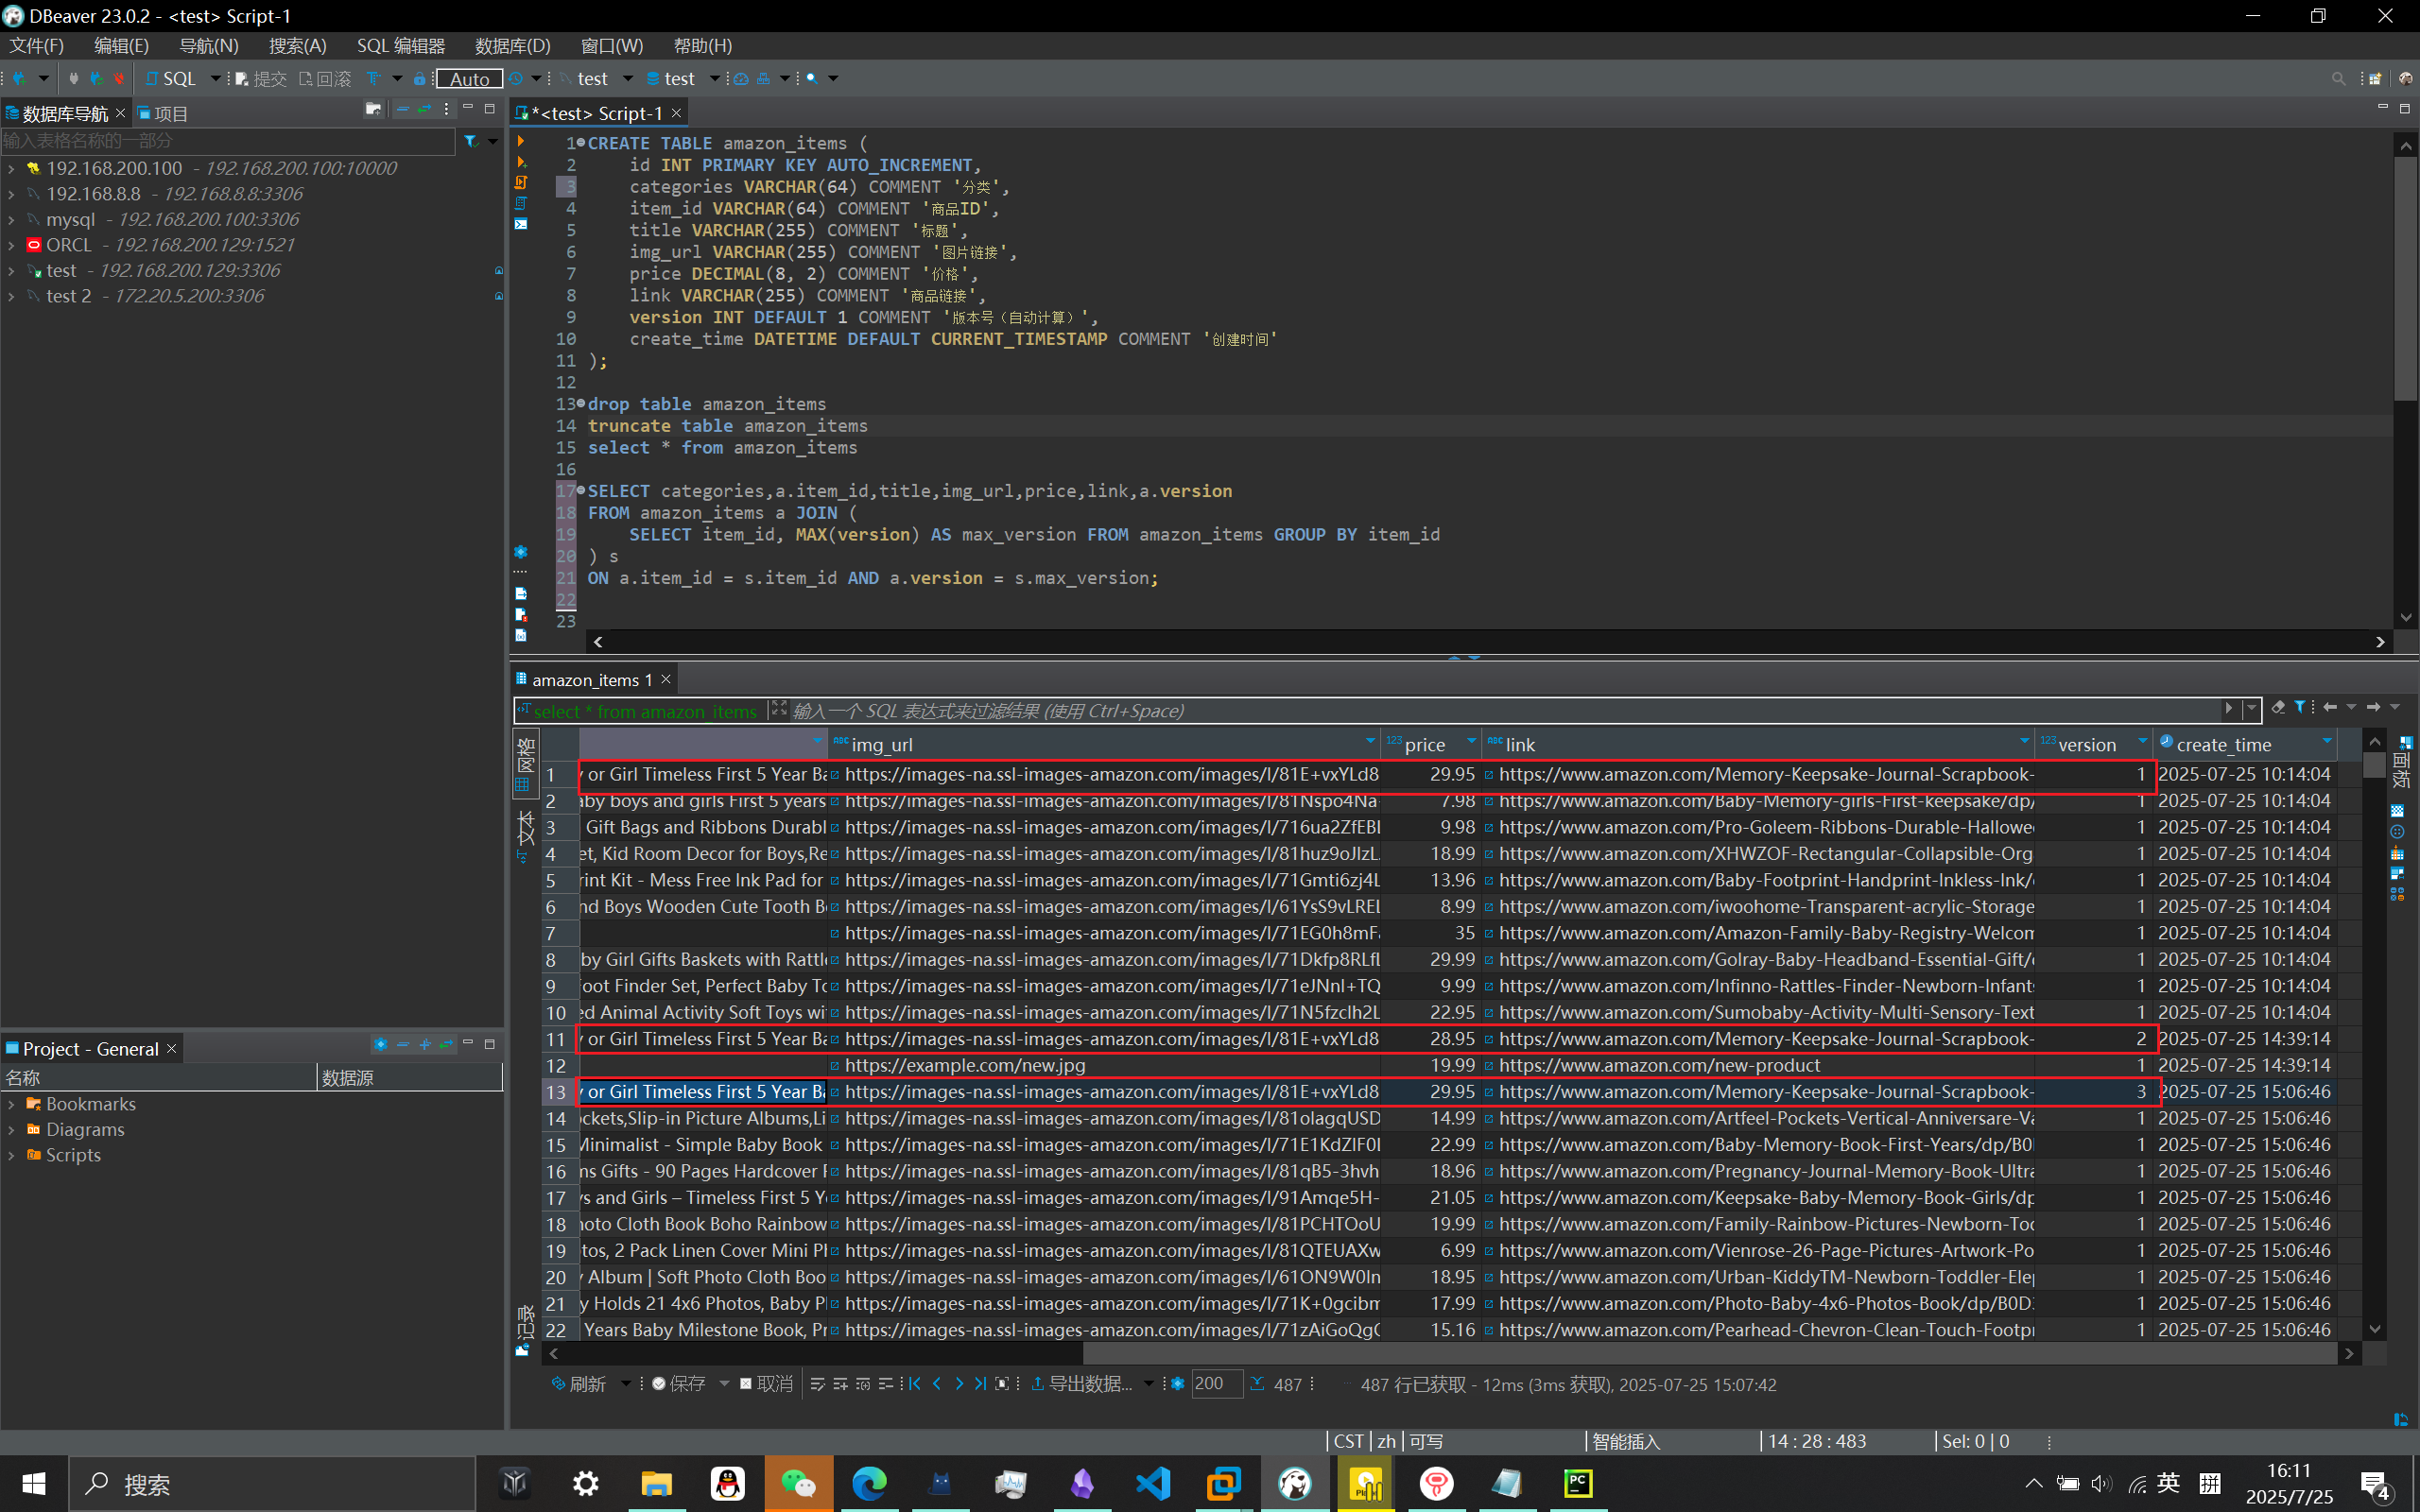 DBeaver 23.0.2 - <test> Script-1
文件(F) 编辑(E) 导航(N) 搜索(A) SQL 编辑器 数据库(D) 窗口(W) 帮助(H)
SQL 提交 回滚 Auto test test
数据库导航 项目
输入表格名称的一部分
192.168.200.100 - 192.168.200.100:10000
192.168.8.8 - 192.168.8.8:3306
mysql - 192.168.200.100:3306
ORCL - 192.168.200.129:1521
test - 192.168.200.129:3306
test 2 - 172.20.5.200:3306
Project - General
名称 数据源
Bookmarks
Diagrams
Scripts
*<test> Script-1
1 CREATE TABLE amazon_items (
2 id INT PRIMARY KEY AUTO_INCREMENT,
3 categories VARCHAR(64) COMMENT '分类',
4 item_id VARCHAR(64) COMMENT '商品ID',
5 title VARCHAR(255) COMMENT '标题',
6 img_url VARCHAR(255) COMMENT '图片链接',
7 price DECIMAL(8, 2) COMMENT '价格',
8 link VARCHAR(255) COMMENT '商品链接',
9 version INT DEFAULT 1 COMMENT '版本号（自动计算）',
10 create_time DATETIME DEFAULT CURRENT_TIMESTAMP COMMENT '创建时间'
11 );
12
13 drop table amazon_items
14 truncate table amazon_items
15 select * from amazon_items
16
17 SELECT categories,a.item_id,title,img_url,price,link,a.version
18 FROM amazon_items a JOIN (
19 SELECT item_id, MAX(version) AS max_version FROM amazon_items GROUP BY item_id
20 ) s
21 ON a.item_id = s.item_id AND a.version = s.max_version;
22
23
amazon_items 1
select * from amazon_items 输入一个 SQL 表达式来过滤结果 (使用 Ctrl+Space)
网格
文本
记录
面板
img_url price link version create_time
1 y or Girl Timeless First 5 Year Ba https://images-na.ssl-images-amazon.com/images/I/81E+vxYLd8 29.95 https://www.amazon.com/Memory-Keepsake-Journal-Scrapbook- 1 2025-07-25 10:14:04
2 aby boys and girls First 5 years https://images-na.ssl-images-amazon.com/images/I/81Nspo4Na 7.98 https://www.amazon.com/Baby-Memory-girls-First-keepsake/dp/ 1 2025-07-25 10:14:04
3 Gift Bags and Ribbons Durabl https://images-na.ssl-images-amazon.com/images/I/716ua2ZfEBI 9.98 https://www.amazon.com/Pro-Goleem-Ribbons-Durable-Hallowe 1 2025-07-25 10:14:04
4 et, Kid Room Decor for Boys,Re https://images-na.ssl-images-amazon.com/images/I/81huz9oJIzL. 18.99 https://www.amazon.com/XHWZOF-Rectangular-Collapsible-Org 1 2025-07-25 10:14:04
5 rint Kit - Mess Free Ink Pad for https://images-na.ssl-images-amazon.com/images/I/71Gmti6zj4L 13.96 https://www.amazon.com/Baby-Footprint-Handprint-Inkless-Ink/ 1 2025-07-25 10:14:04
6 nd Boys Wooden Cute Tooth B https://images-na.ssl-images-amazon.com/images/I/61YsS9vLREL 8.99 https://www.amazon.com/iwoohome-Transparent-acrylic-Storage 1 2025-07-25 10:14:04
7 https://images-na.ssl-images-amazon.com/images/I/71EG0h8mF 35 https://www.amazon.com/Amazon-Family-Baby-Registry-Welcom 1 2025-07-25 10:14:04
8 by Girl Gifts Baskets with Rattl https://images-na.ssl-images-amazon.com/images/I/71Dkfp8RLfL 29.99 https://www.amazon.com/Golray-Baby-Headband-Essential-Gift/ 1 2025-07-25 10:14:04
9 Foot Finder Set, Perfect Baby To https://images-na.ssl-images-amazon.com/images/I/71eJNnI+TQ 9.99 https://www.amazon.com/Infinno-Rattles-Finder-Newborn-Infant 1 2025-07-25 10:14:04
10 ed Animal Activity Soft Toys wi https://images-na.ssl-images-amazon.com/images/I/71N5fzclh2L 22.95 https://www.amazon.com/Sumobaby-Activity-Multi-Sensory-Text 1 2025-07-25 10:14:04
11 y or Girl Timeless First 5 Year Ba https://images-na.ssl-images-amazon.com/images/I/81E+vxYLd8 28.95 https://www.amazon.com/Memory-Keepsake-Journal-Scrapbook- 2 2025-07-25 14:39:14
12 https://example.com/new.jpg 19.99 https://www.amazon.com/new-product 1 2025-07-25 14:39:14
13 y or Girl Timeless First 5 Year Ba https://images-na.ssl-images-amazon.com/images/I/81E+vxYLd8 29.95 https://www.amazon.com/Memory-Keepsake-Journal-Scrapbook- 3 2025-07-25 15:06:46
14 ockets,Slip-in Picture Albums,Li https://images-na.ssl-images-amazon.com/images/I/81olagqUSD 14.99 https://www.amazon.com/Artfeel-Pockets-Vertical-Anniversare-Va 1 2025-07-25 15:06:46
15 Minimalist - Simple Baby Book https://images-na.ssl-images-amazon.com/images/I/71E1KdZIF0I 22.99 https://www.amazon.com/Baby-Memory-Book-First-Years/dp/B0 1 2025-07-25 15:06:46
16 ms Gifts - 90 Pages Hardcover F https://images-na.ssl-images-amazon.com/images/I/81qB5-3hvh 18.96 https://www.amazon.com/Pregnancy-Journal-Memory-Book-Ultra 1 2025-07-25 15:06:46
17 ys and Girls – Timeless First 5 Y https://images-na.ssl-images-amazon.com/images/I/91Amqe5H- 21.05 https://www.amazon.com/Keepsake-Baby-Memory-Book-Girls/dp 1 2025-07-25 15:06:46
18 hoto Cloth Book Boho Rainbow https://images-na.ssl-images-amazon.com/images/I/81PCHTOoU 19.99 https://www.amazon.com/Family-Rainbow-Pictures-Newborn-Tod 1 2025-07-25 15:06:46
19 tos, 2 Pack Linen Cover Mini Ph https://images-na.ssl-images-amazon.com/images/I/81QTEUAXw 6.99 https://www.amazon.com/Vienrose-26-Page-Pictures-Artwork-Po 1 2025-07-25 15:06:46
20 y Album | Soft Photo Cloth Boo https://images-na.ssl-images-amazon.com/images/I/61ON9W0In 18.95 https://www.amazon.com/Urban-KiddyTM-Newborn-Toddler-Ele 1 2025-07-25 15:06:46
21 y Holds 21 4x6 Photos, Baby P https://images-na.ssl-images-amazon.com/images/I/71K+0gcibm 17.99 https://www.amazon.com/Photo-Baby-4x6-Photos-Book/dp/B0D 1 2025-07-25 15:06:46
22 Years Baby Milestone Book, Pr https://images-na.ssl-images-amazon.com/images/I/71zAiGoQgC 15.16 https://www.amazon.com/Pearhead-Chevron-Clean-Touch-Footpr 1 2025-07-25 15:06:46
刷新 保存 取消 导出数据... 200 487 487 行已获取 - 12ms (3ms 获取), 2025-07-25 15:07:42
CST zh 可写 智能插入 14 : 28 : 483 Sel: 0 | 0
搜索
英 拼 16:11
2025/7/25
4